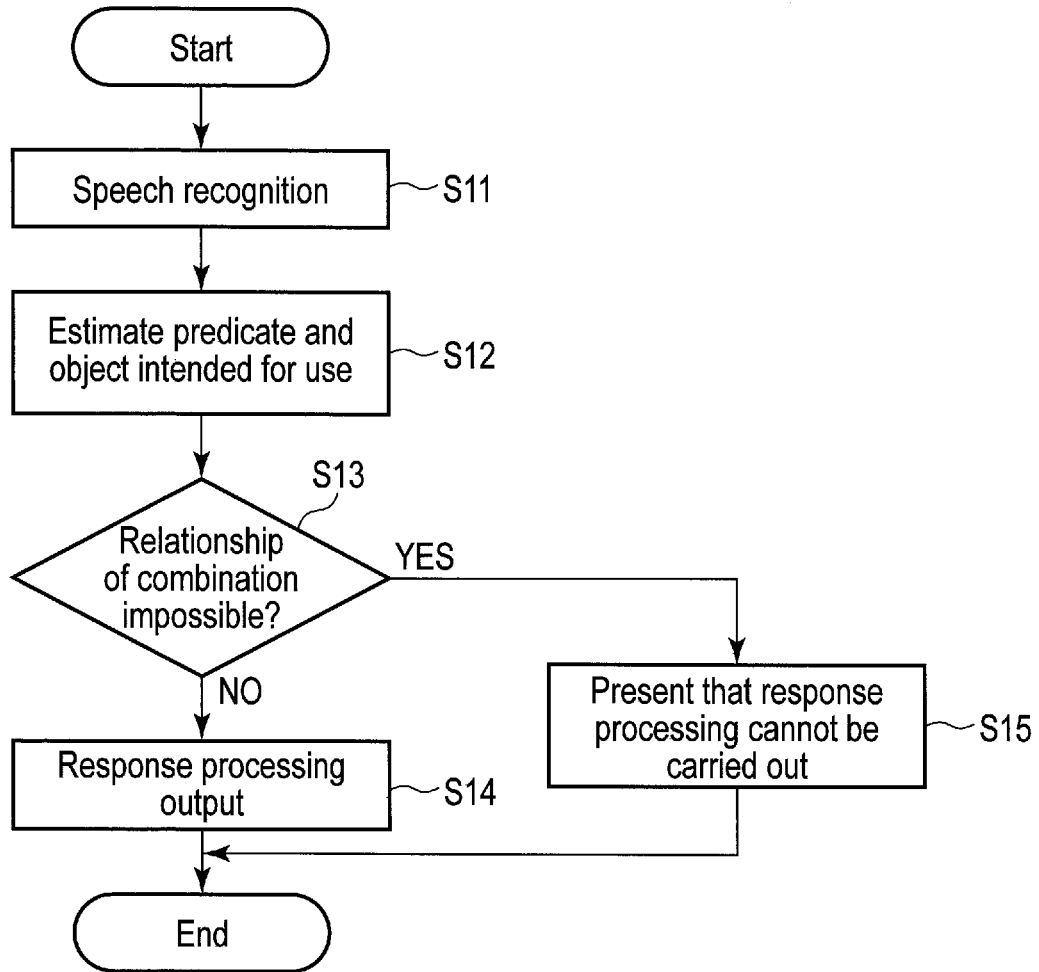 Start
Speech recognition
S11
Estimate predicate and
object intended for use
S12
S13
Relationship
of combination
impossible?
YES
NO
Response processing
output
S14
Present that response
processing cannot be
carried out
S15
End